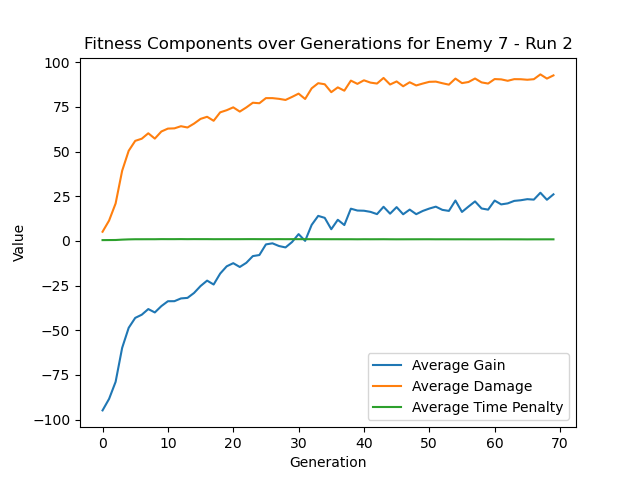 Fitness Components over Generations for Enemy 7 - Run 2
100
75
50
25
0
−25
−50
−75
−100
Value
0 10 20 30 40 50 60 70
Generation
Average Gain
Average Damage
Average Time Penalty